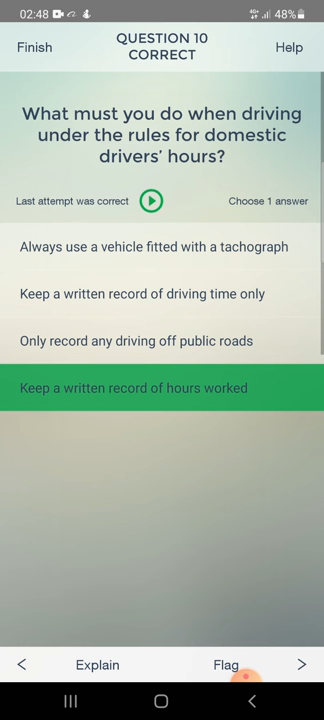 02:48 48%
Finish
QUESTION 10
CORRECT
Help
What must you do when driving
under the rules for domestic
drivers' hours?
Last attempt was correct
Choose 1 answer
Always use a vehicle fitted with a tachograph
Keep a written record of driving time only
Only record any driving off public roads
Keep a written record of hours worked
Explain
Flag